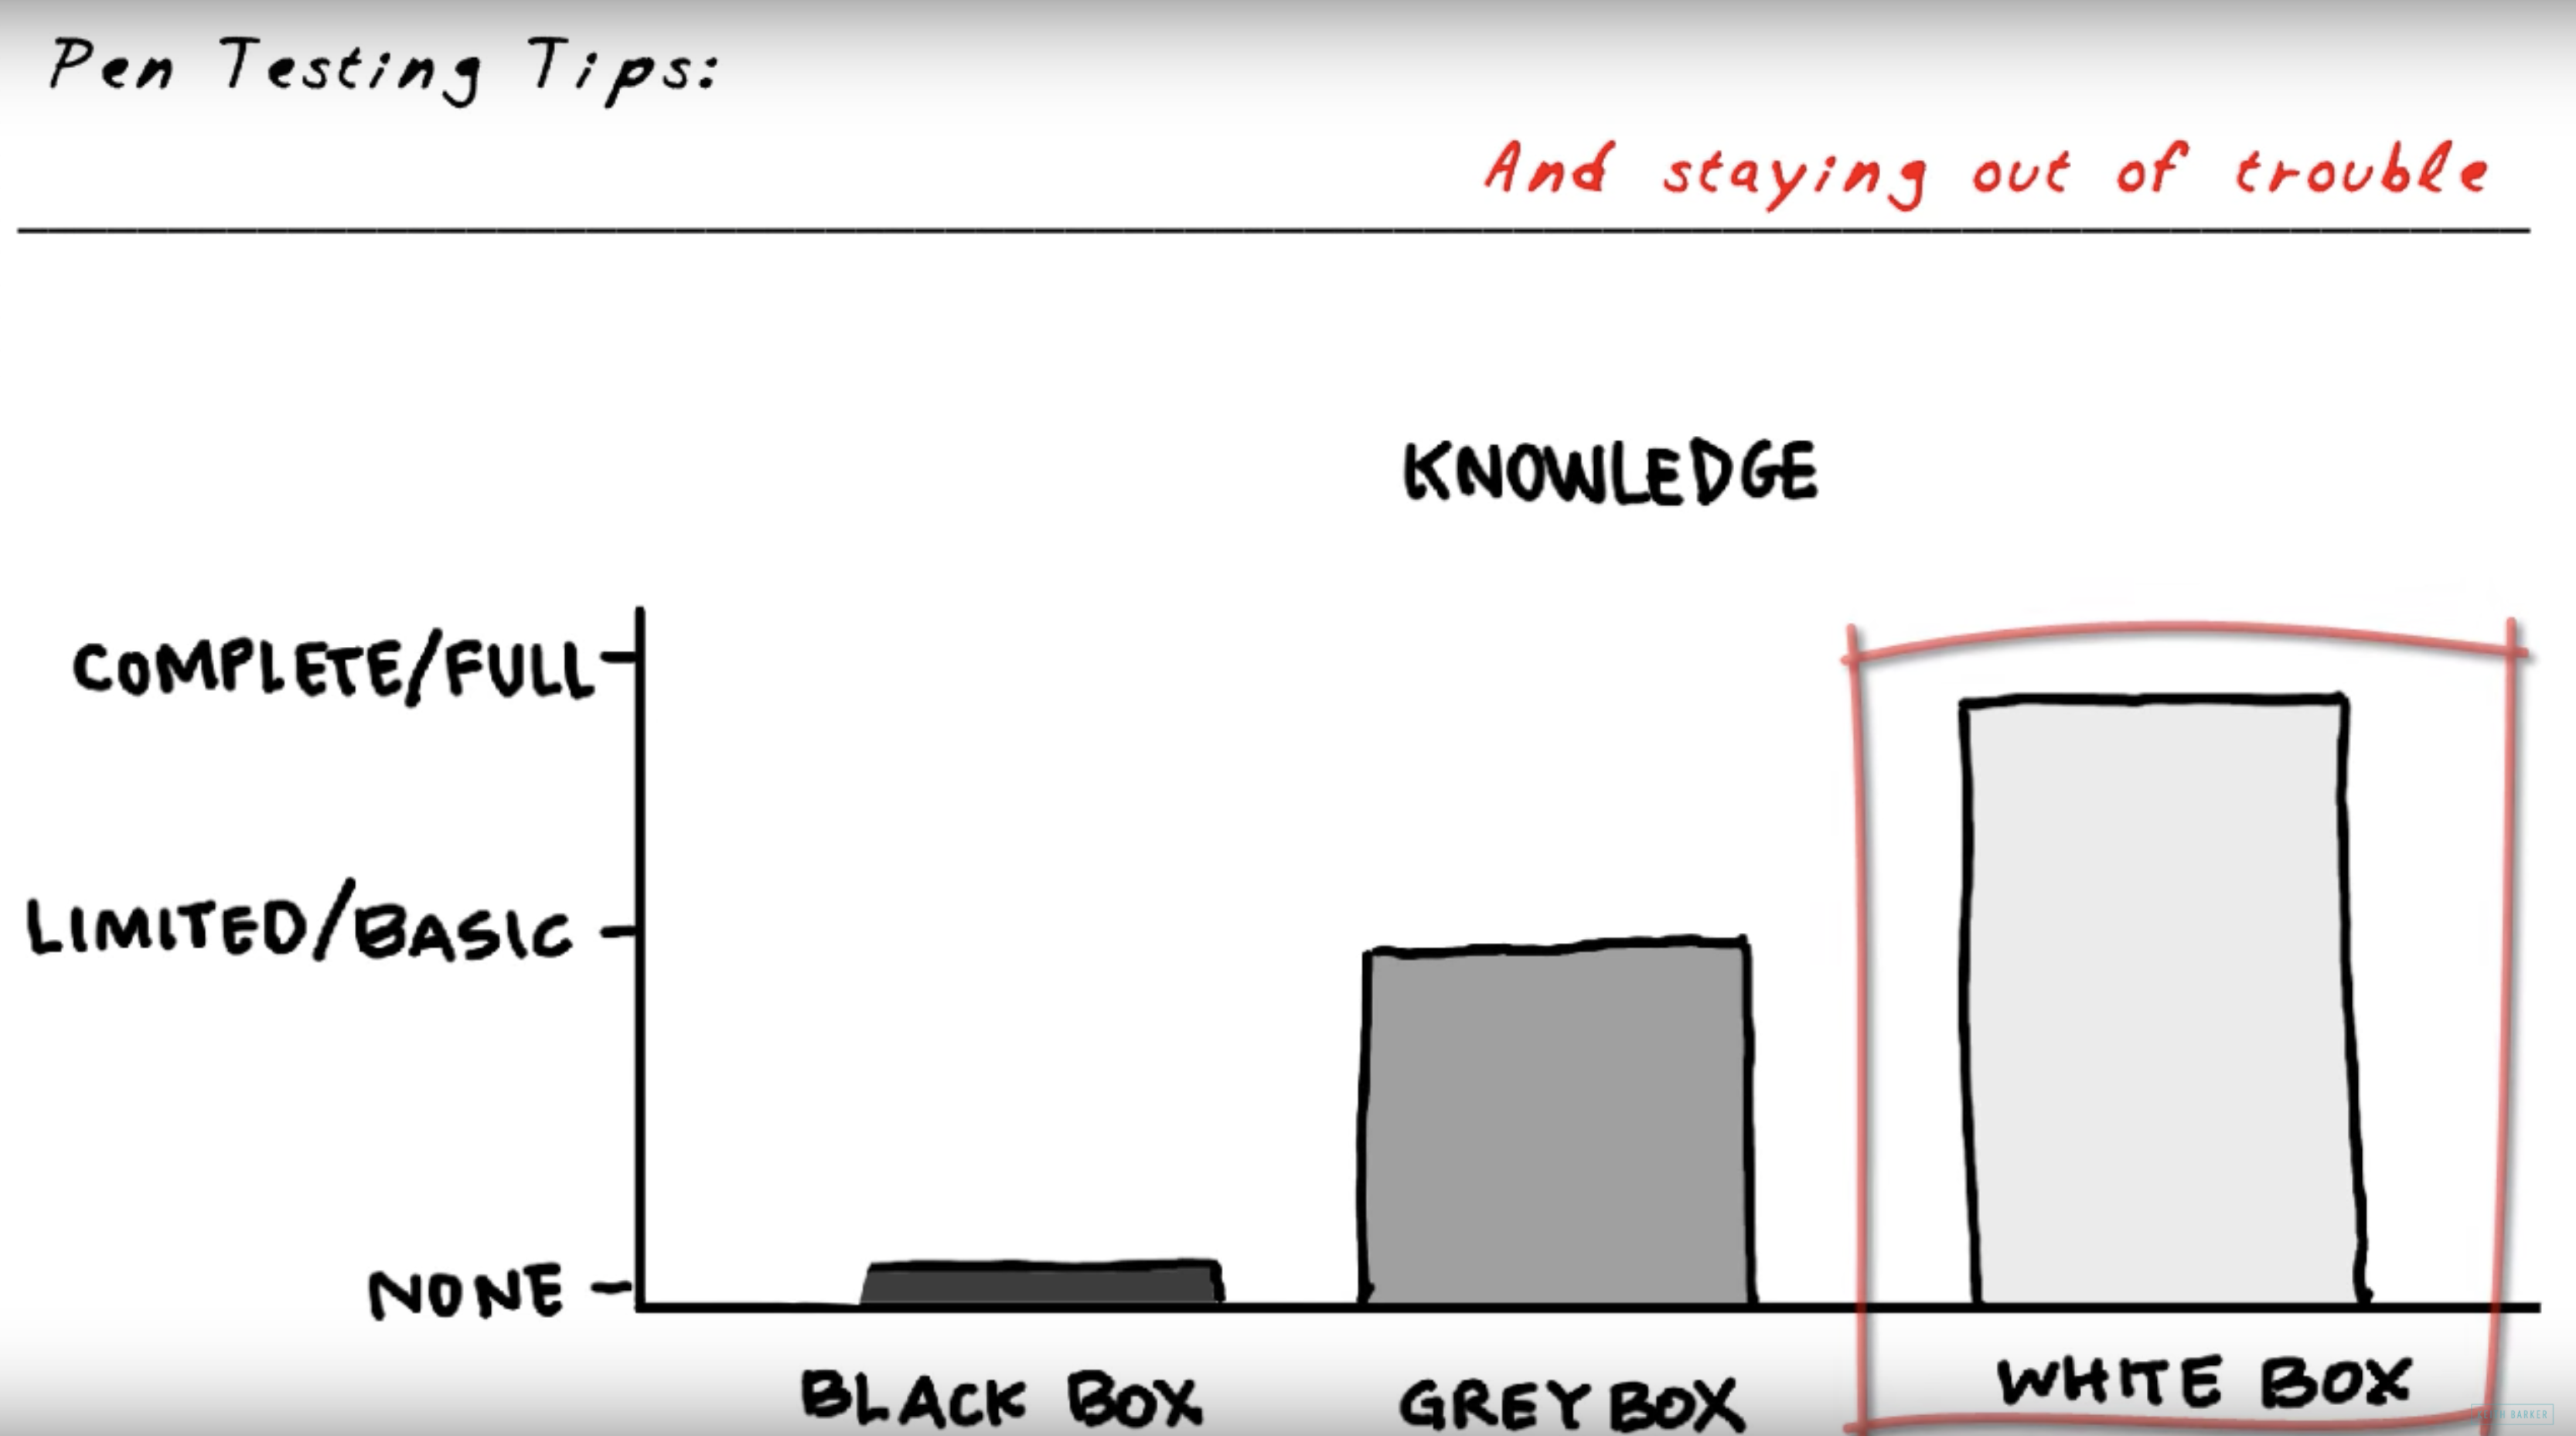 Pen Testing Tips:
And staying out of trouble
KNOWLEDGE
COMPLETE/FULL
LIMITED/BASIC
NONE
BLACK BOX
GREY BOX
WHITE BOX
BARKER